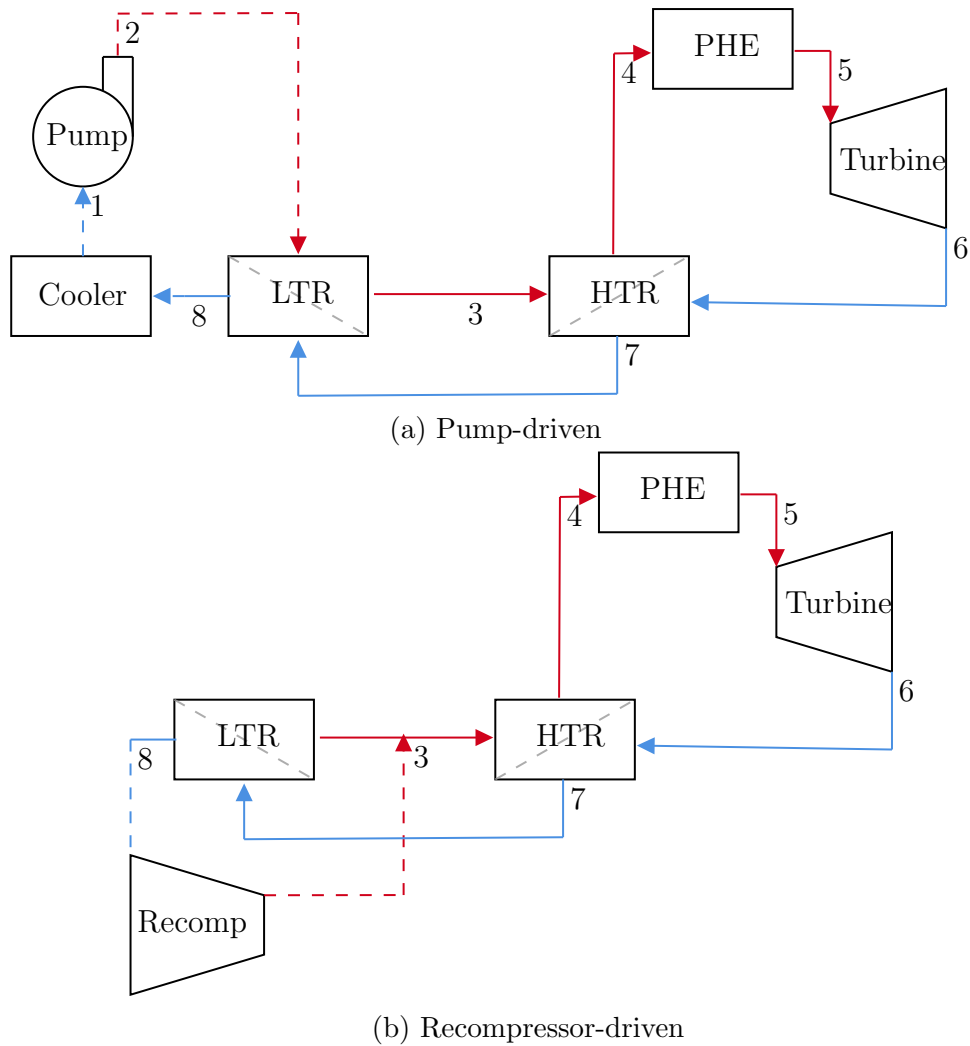 2
PHE
4
5
Pump
Turbine
1
6
Cooler
LTR
HTR
8
3
7
(a) Pump-driven
PHE
4
5
Turbine
6
LTR
HTR
8
3
7
Recomp
(b) Recompressor-driven